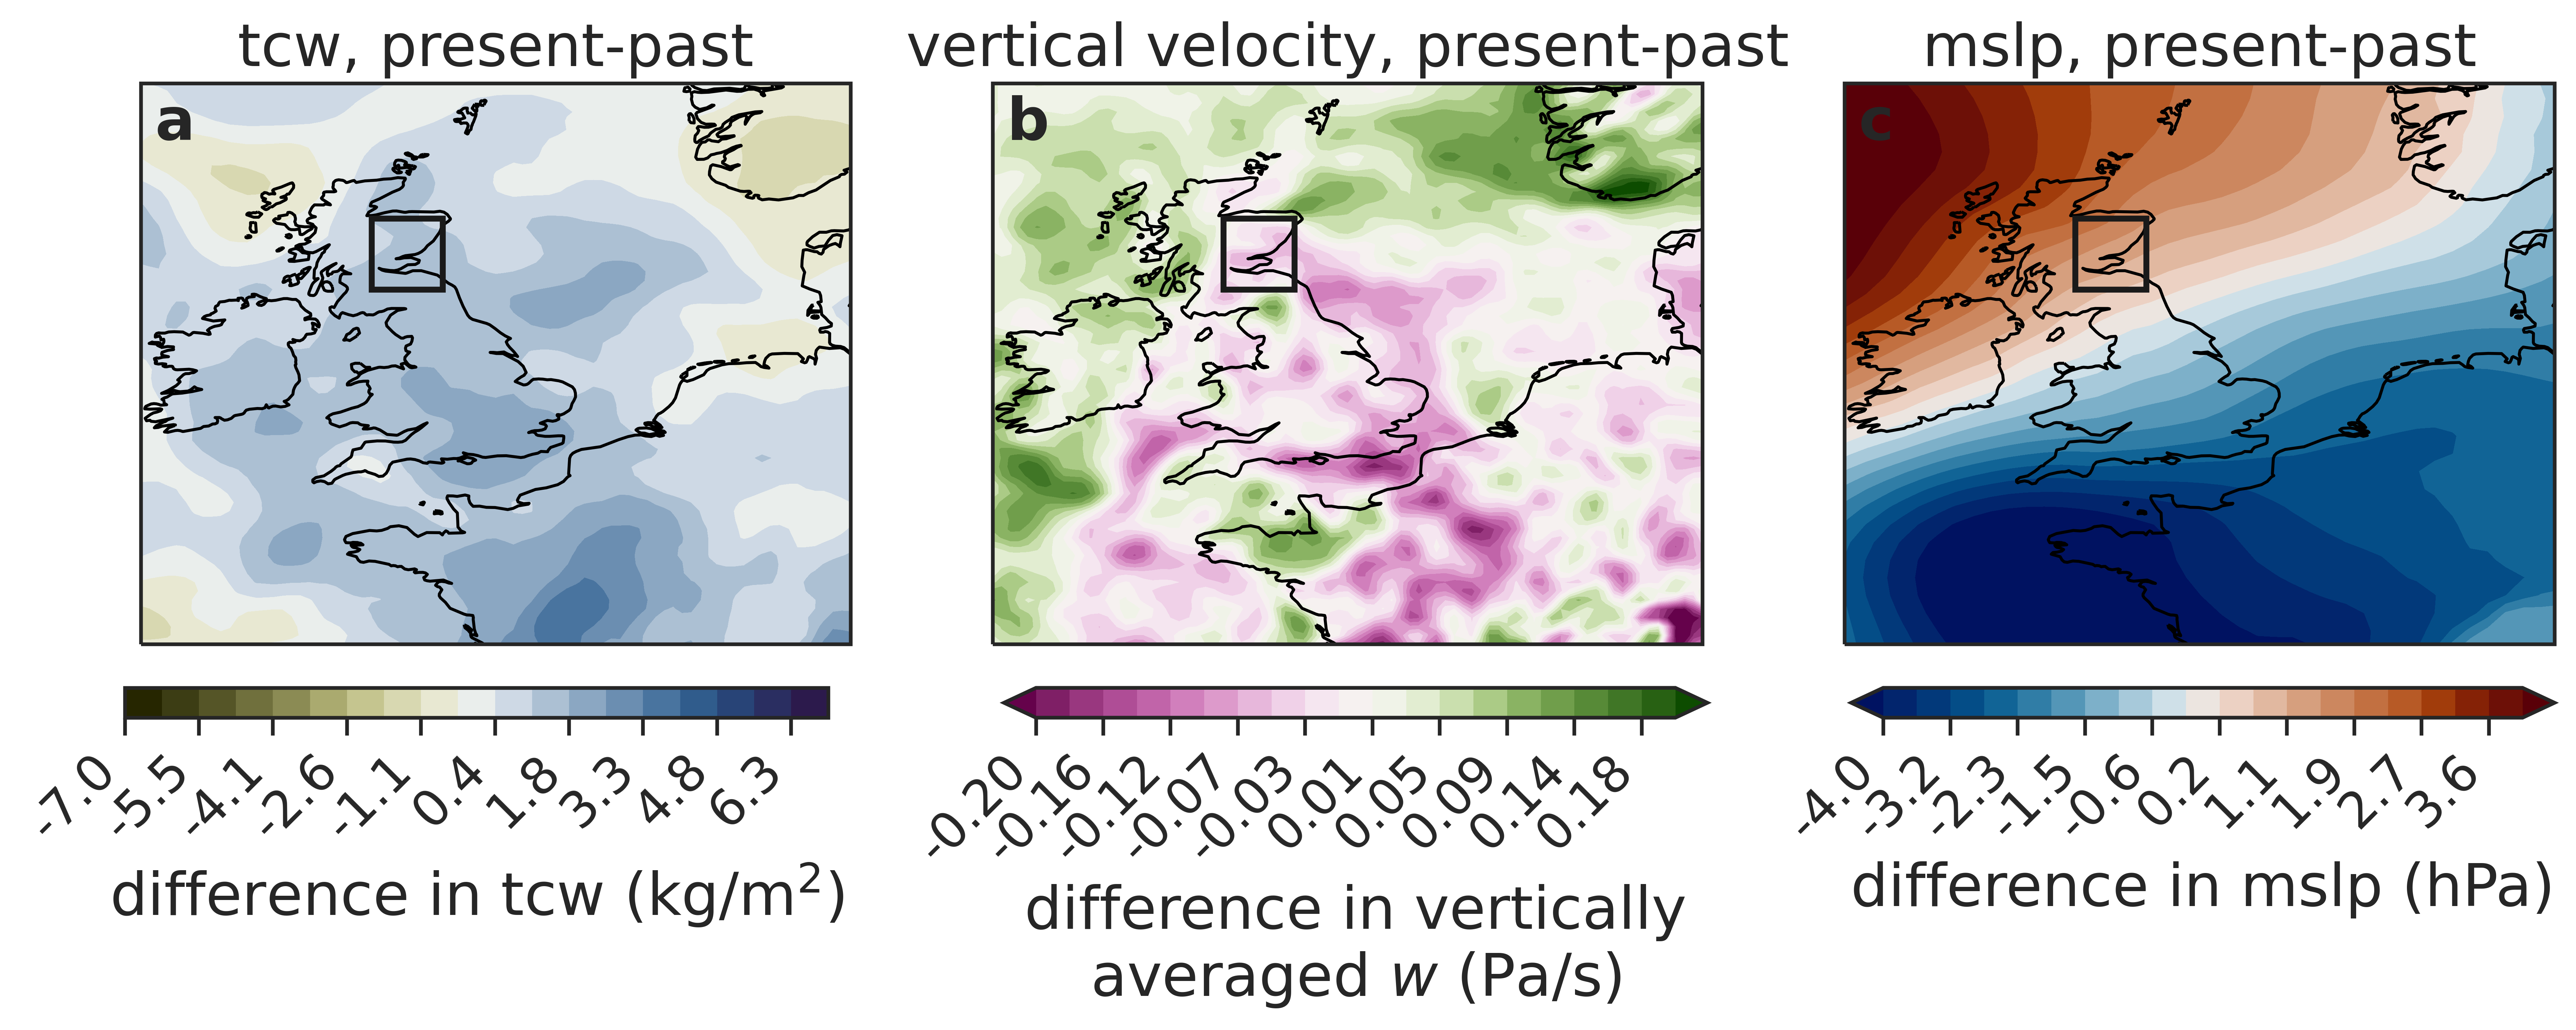 tcw, present-past
vertical velocity, present-past
mslp, present-past
a
b
c
-7.0 -5.5 -4.1 -2.6 -1.1 0.4 1.8 3.3 4.8 6.3
-0.20 -0.16 -0.12 -0.07 -0.03 0.01 0.05 0.09 0.14 0.18
-4.0 -3.2 -2.3 -1.5 -0.6 0.2 1.1 1.9 2.7 3.6
difference in tcw (kg/m²)
difference in vertically
averaged w (Pa/s)
difference in mslp (hPa)